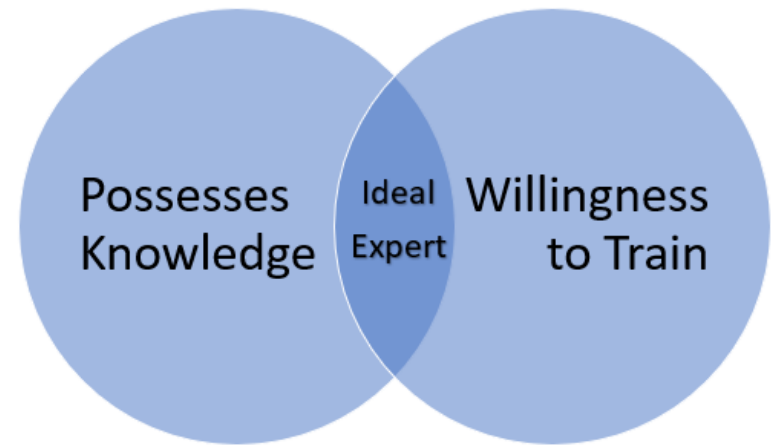 Possesses
Knowledge
Ideal
Expert
Willingness
to Train